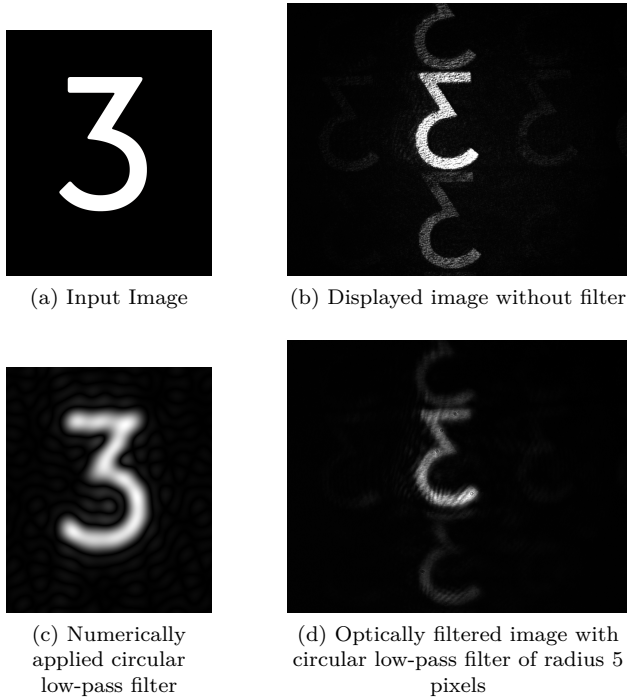 3
(a) Input Image
(b) Displayed image without filter
3
(c) Numerically
applied circular
low-pass filter
(d) Optically filtered image with
circular low-pass filter of radius 5
pixels